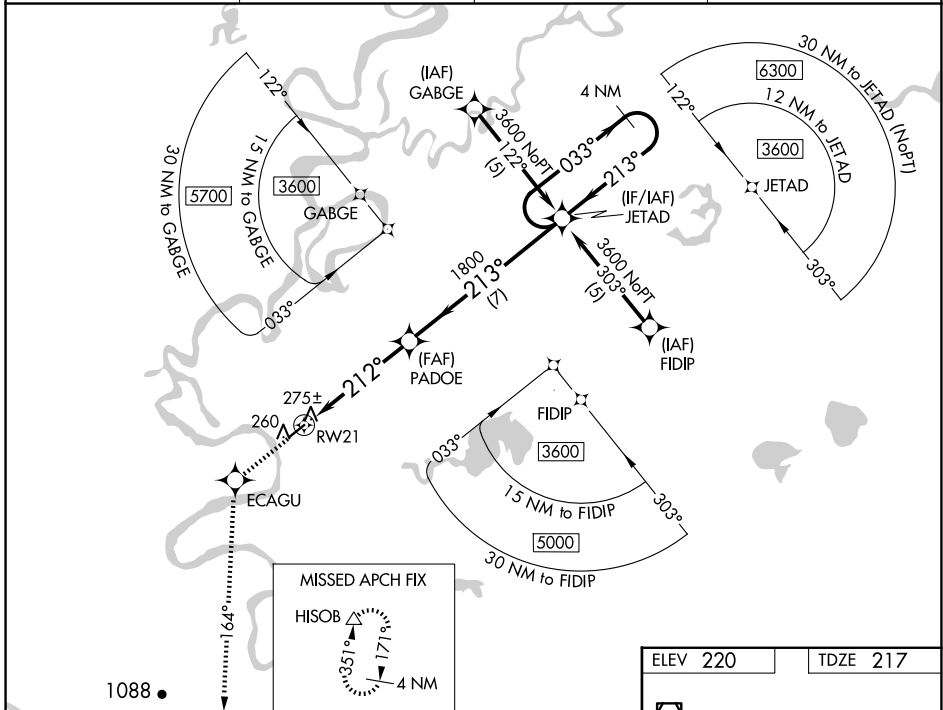 122°
30 NM to GABGE
5700
15 NM to GABGE
3600
GABGE
033°
(IAF)
GABGE
3600 NoPT
122°
(5)
4 NM
033°
213°
(IF/IAF)
JETAD
30 NM to JETAD (NoPT)
6300
122°
12 NM to JETAD
3600
JETAD
303°
3600 NoPT
303°
(5)
(IAF)
FIDIP
1800
213°
(7)
(FAF)
PADOE
212°
275±
260
RW21
ECAGU
FIDIP
033°
3600
15 NM to FIDIP
303°
5000
30 NM to FIDIP
164°
MISSED APCH FIX
HISOB
351°
171°
4 NM
1088
ELEV 220
TDZE 217
D